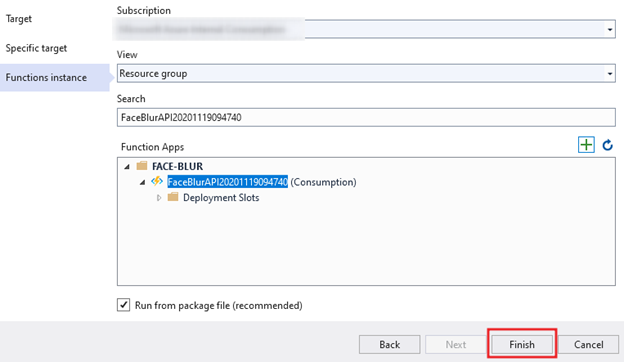 Target
Specific target
Functions instance
Subscription
View
Resource group
Search
FaceBlurAPI20201119094740
Function Apps
FACE-BLUR
FaceBlurAPI20201119094740 (Consumption)
Deployment Slots
Run from package file (recommended)
Back
Next
Finish
Cancel